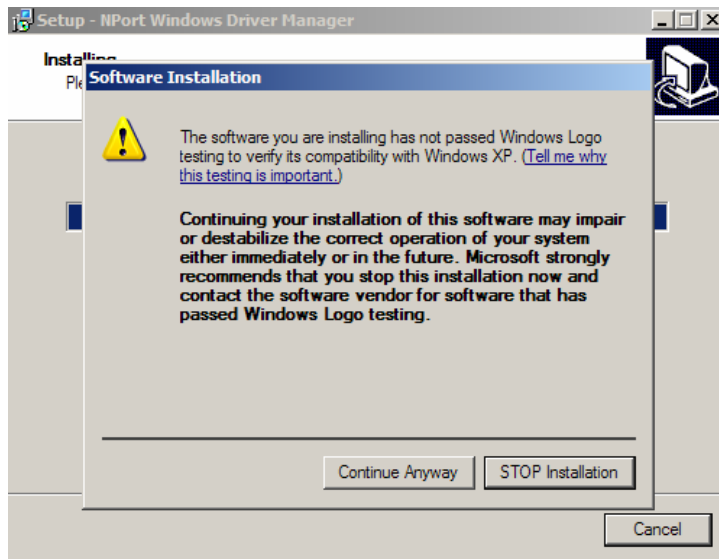 Setup - NPort Windows Driver Manager
Installing
Ple
Software Installation
The software you are installing has not passed Windows Logo
testing to verify its compatibility with Windows XP. (Tell me why
this testing is important.)
Continuing your installation of this software may impair
or destabilize the correct operation of your system
either immediately or in the future. Microsoft strongly
recommends that you stop this installation now and
contact the software vendor for software that has
passed Windows Logo testing.
Continue Anyway
STOP Installation
Cancel